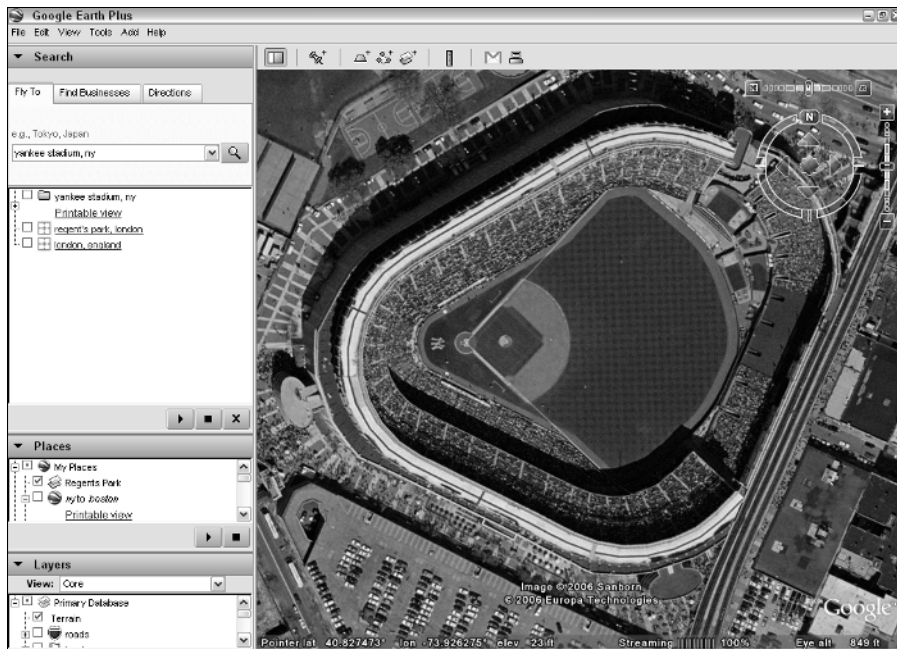 Google Earth Plus
File Edit View Tools Add Help
Search
Fly To Find Businesses Directions
e.g., Tokyo, Japan
yankee stadium, ny
yankee stadium, ny
Printable view
regent's park, london
london, england
Places
My Places
Regents Park
ny to boston
Printable view
Layers
View: Core
Primary Database
Terrain
roads
N
NY
Image © 2006 Sanborn
© 2006 Europa Technologies
Google
Pointer lat 40.827473° lon -73.926275° elev 23 ft Streaming 100% Eye alt 849 ft